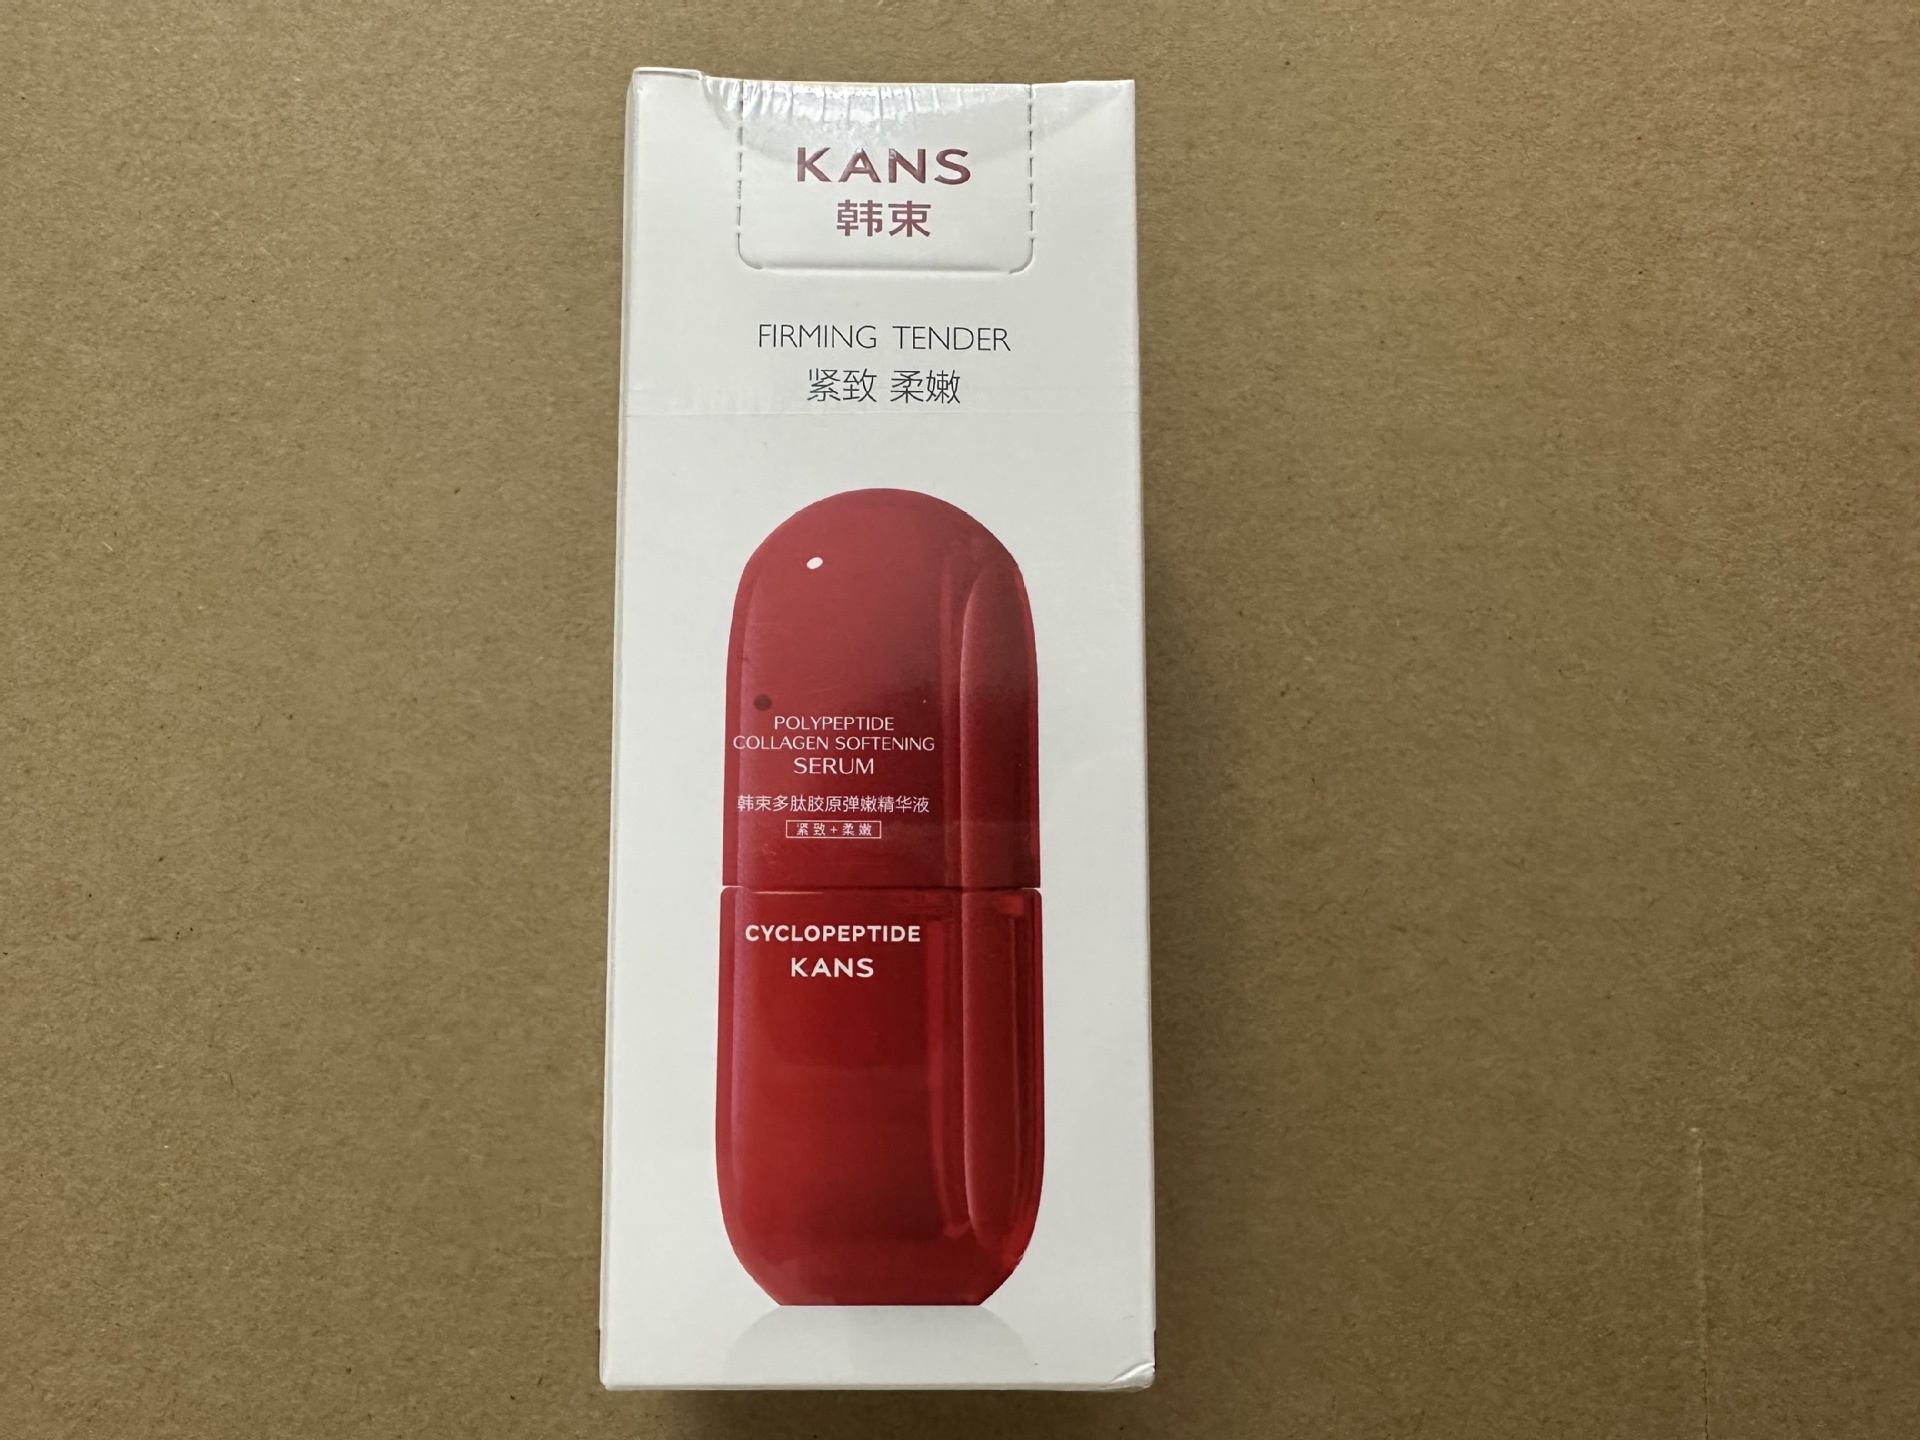 KANS
韩束
FIRMING TENDER
紧致 柔嫩
POLYPEPTIDE
COLLAGEN SOFTENING
SERUM
韩束多肽胶原弹嫩精华液
紧致+柔嫩
CYCLOPEPTIDE
KANS